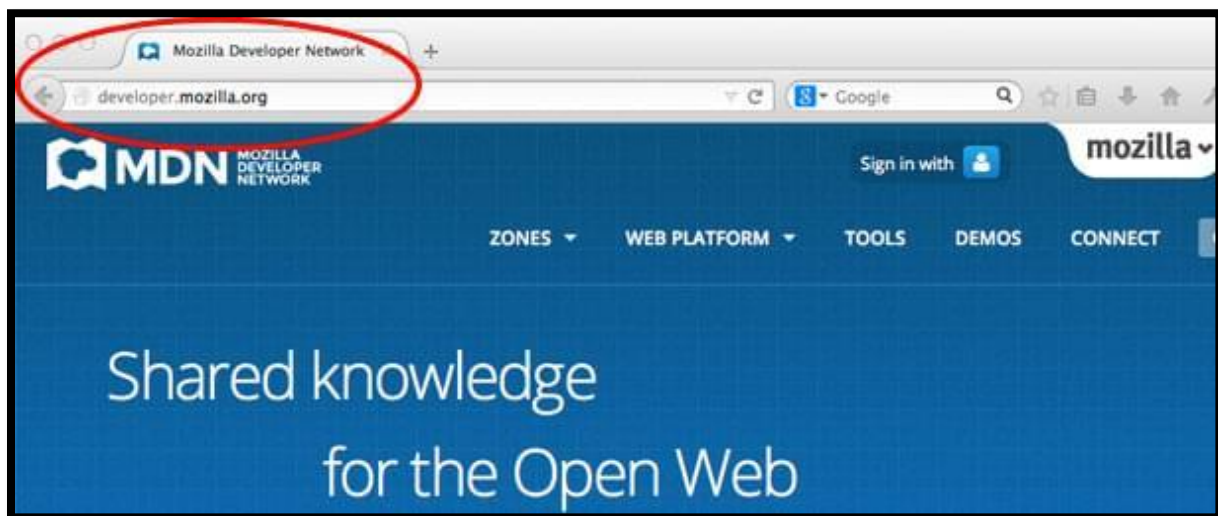 Mozilla Developer Network
developer.mozilla.org
Google
MDN MOZILLA
DEVELOPER
NETWORK
Sign in with
mozilla
ZONES WEB PLATFORM TOOLS DEMOS CONNECT
Shared knowledge
for the Open Web